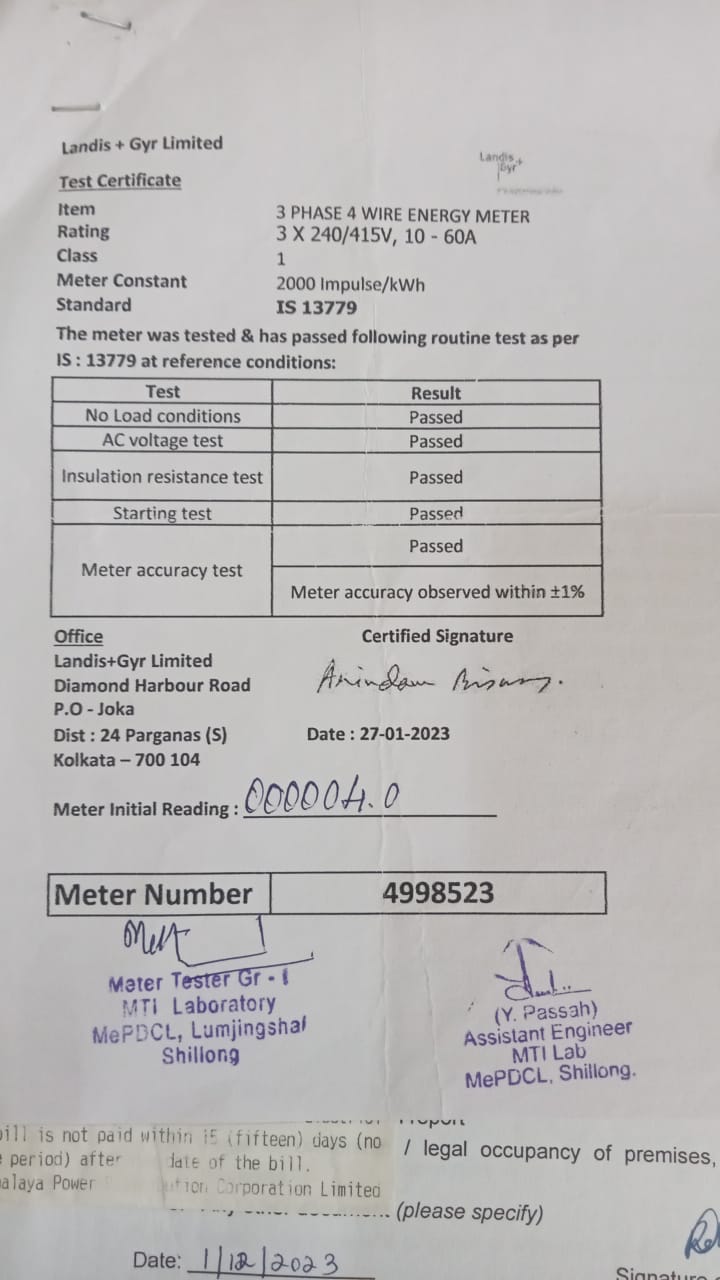 Landis + Gyr Limited
Landis +
Gyr
Test Certificate
Item 3 PHASE 4 WIRE ENERGY METER
Rating 3 X 240/415V, 10 - 60A
Class 1
Meter Constant 2000 Impulse/kWh
Standard IS 13779
The meter was tested & has passed following routine test as per
IS : 13779 at reference conditions:
Test Result
No Load conditions Passed
AC voltage test Passed
Insulation resistance test Passed
Starting test Passed
Meter accuracy test Passed
Meter accuracy observed within ±1%
Office Certified Signature
Landis+Gyr Limited
Diamond Harbour Road
P.O - Joka
Dist : 24 Parganas (S) Date : 27-01-2023
Kolkata – 700 104
Meter Initial Reading : 000004.0
Meter Number 4998523
Meter Tester Gr - I
MTI Laboratory
MePDCL, Lumjingshai
Shillong
(Y. Passah)
Assistant Engineer
MTI Lab
MePDCL, Shillong.
bill is not paid within 15 (fifteen) days (no
period) after date of the bill.
alaya Power ution Corporation Limited
/ legal occupancy of premises,
(please specify)
Date: 1/12/2023
Signature